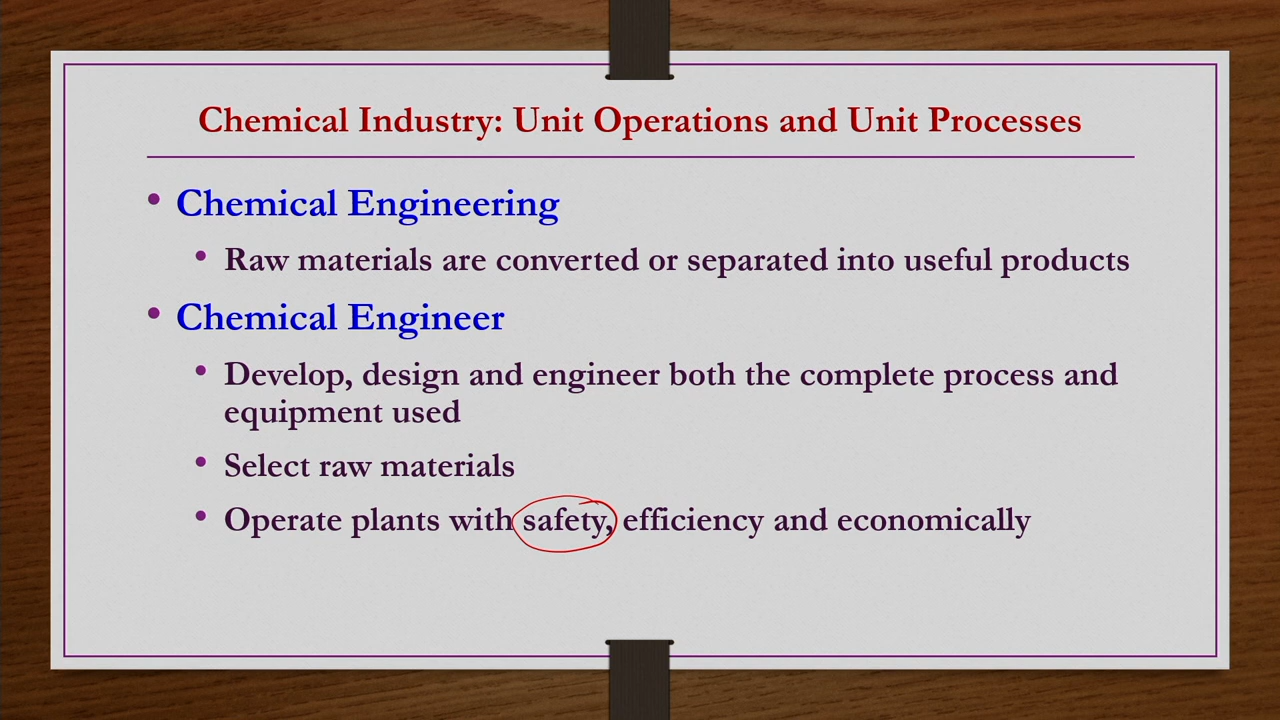 Chemical Industry: Unit Operations and Unit Processes
• Chemical Engineering
• Raw materials are converted or separated into useful products
• Chemical Engineer
• Develop, design and engineer both the complete process and
equipment used
• Select raw materials
• Operate plants with safety, efficiency and economically